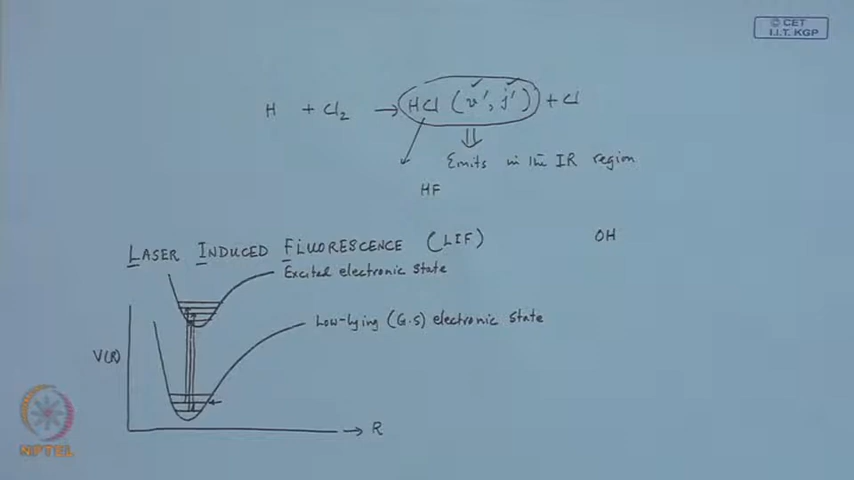 © CET
I.I.T. KGP
H + Cl₂ → HCl (v', j') + Cl
Emits in the IR region
HF
LASER INDUCED FLUORESCENCE (LIF)
OH
Excited electronic state
Low-lying (G.S) electronic state
V(R)
→ R
NPTEL